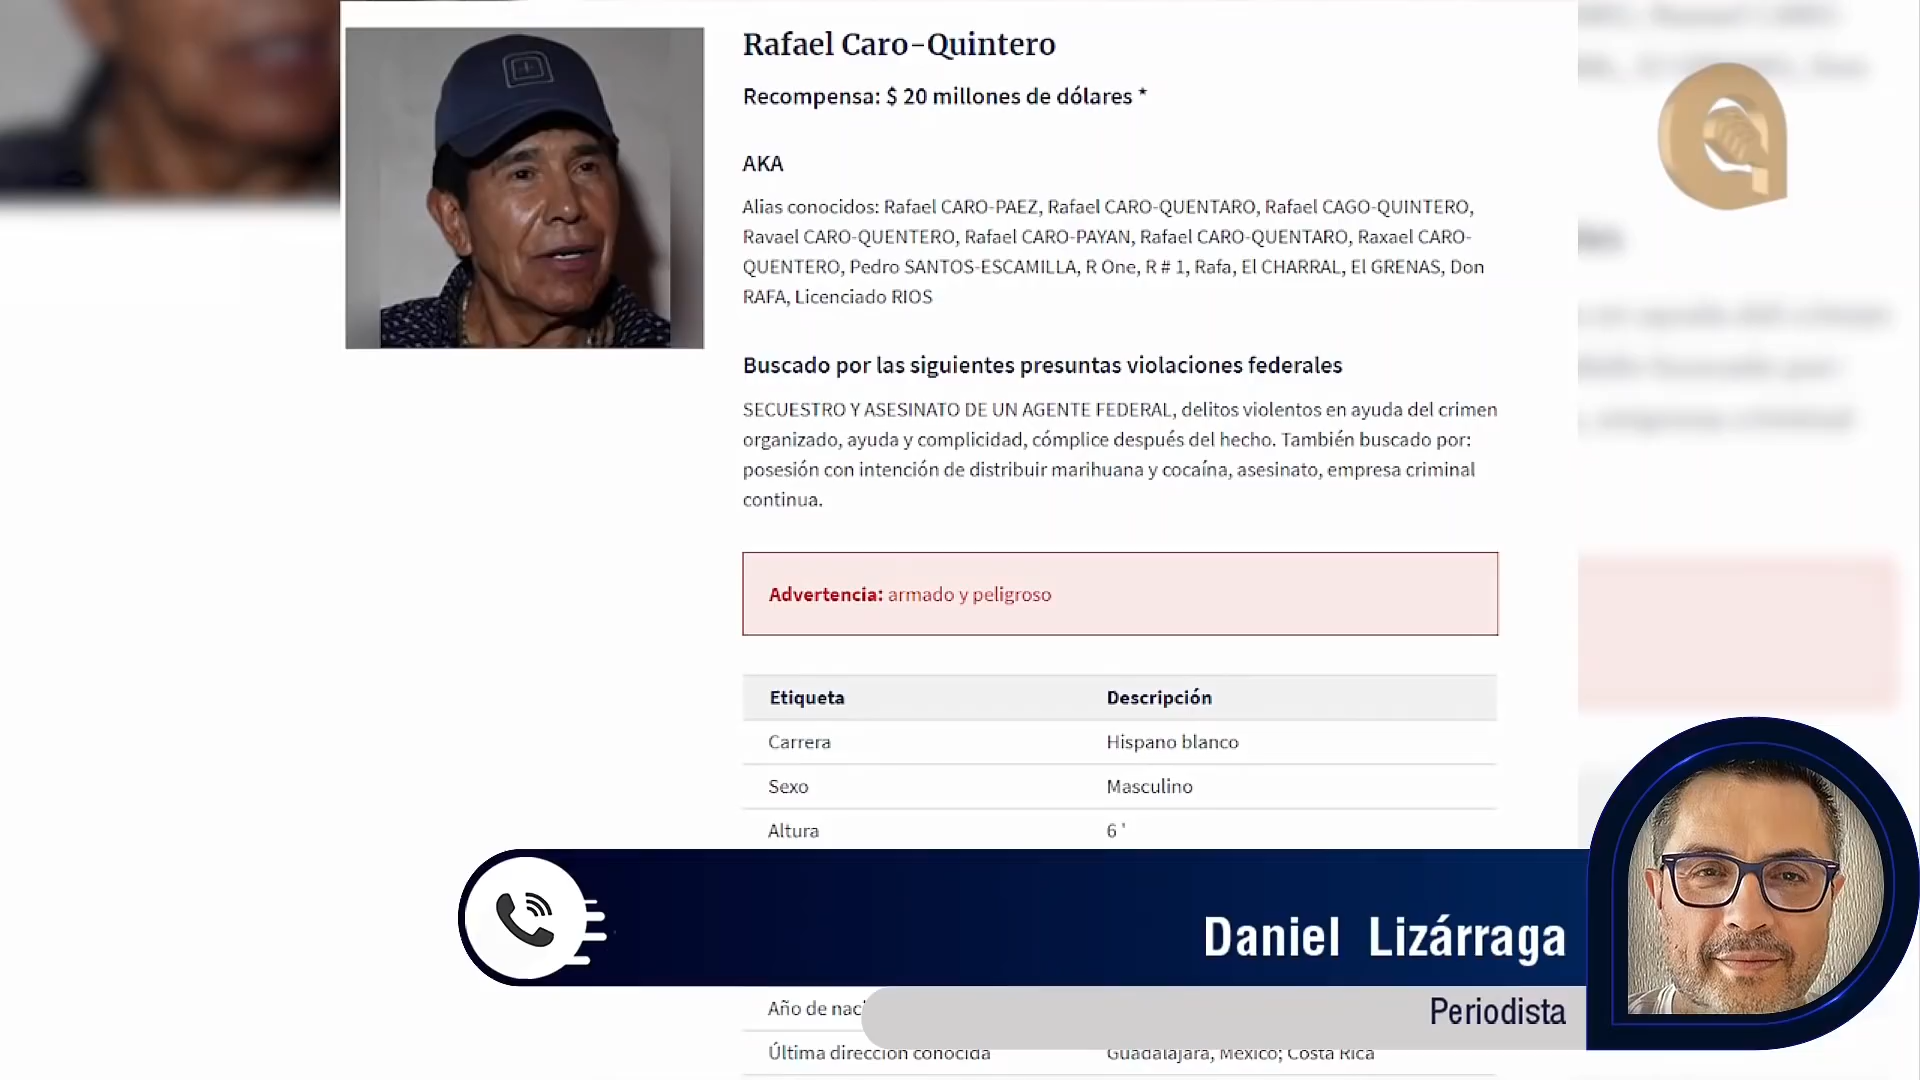 Rafael Caro-Quintero
Recompensa: $ 20 millones de dólares *
AKA
Alias conocidos: Rafael CARO-PAEZ, Rafael CARO-QUENTARO, Rafael CAGO-QUINTERO,
Ravael CARO-QUENTERO, Rafael CARO-PAYAN, Rafael CARO-QUENTARO, Raxael CARO-
QUENTERO, Pedro SANTOS-ESCAMILLA, R One, R # 1, Rafa, El CHARRAL, El GRENAS, Don
RAFA, Licenciado RIOS
Buscado por las siguientes presuntas violaciones federales
SECUESTRO Y ASESINATO DE UN AGENTE FEDERAL, delitos violentos en ayuda del crimen
organizado, ayuda y complicidad, cómplice después del hecho. También buscado por:
posesión con intención de distribuir marihuana y cocaína, asesinato, empresa criminal
continua.
Advertencia: armado y peligroso
Etiqueta Descripción
Carrera Hispano blanco
Sexo Masculino
Altura 6 '
Daniel Lizárraga
Año de
Periodista
Última dirección conocida Guadalajara, México; Costa Rica